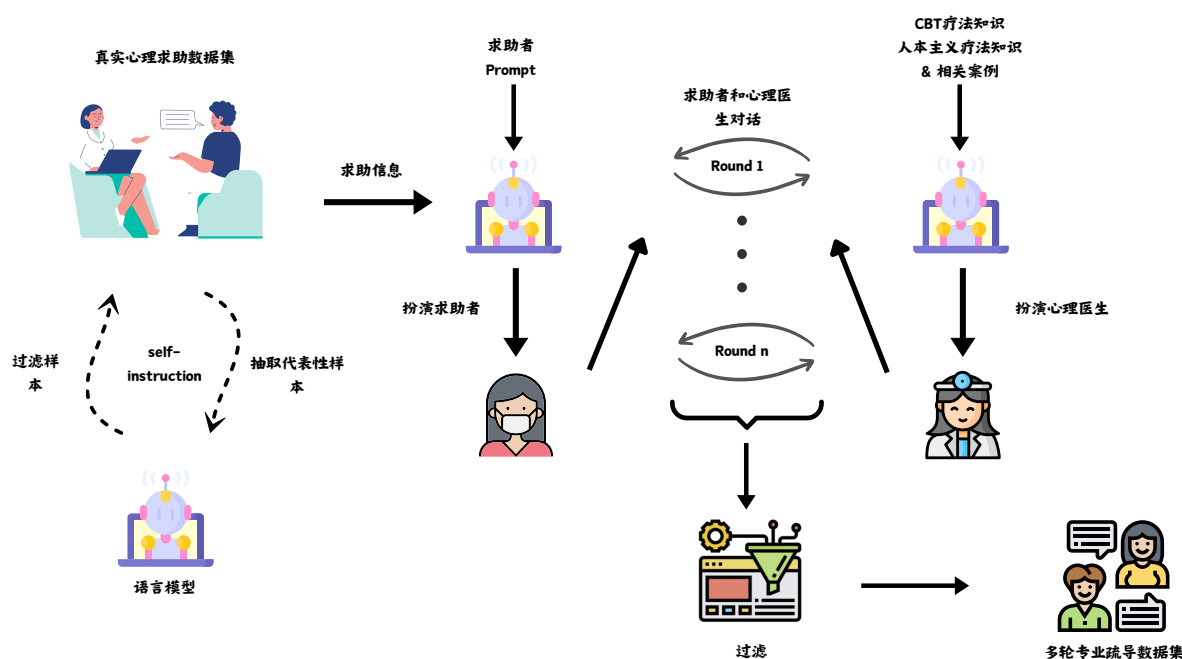 真实心理求助数据集
求助者
Prompt
CBT疗法知识
人本主义疗法知识
& 相关案例
求助者和心理医
生对话
求助信息
Round 1
扮演求助者
扮演心理医生
过滤样
本
self-
instruction
抽取代表性样
本
Round n
语言模型
过滤
多轮专业疏导数据集